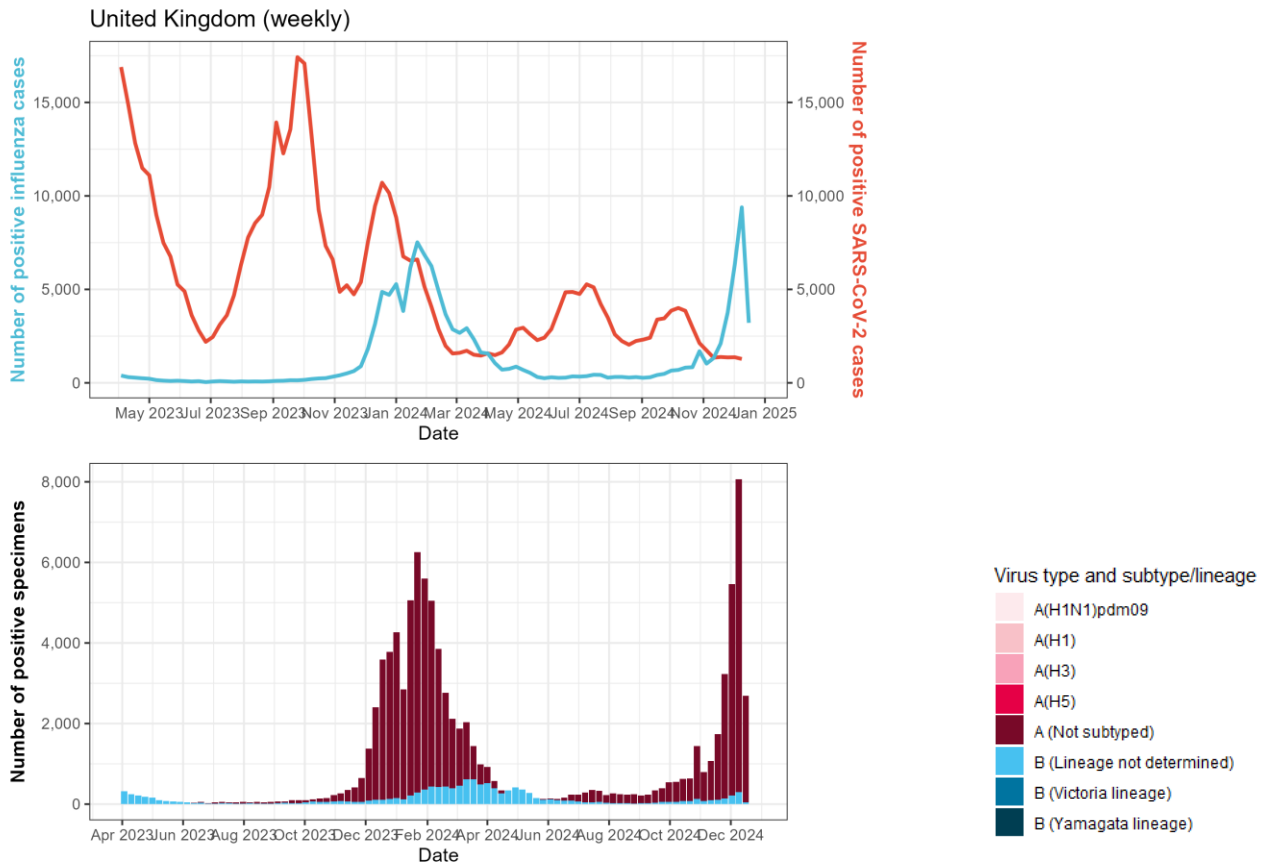 United Kingdom (weekly)
Number of positive influenza cases
15,000
10,000
5,000
0
15,000
10,000
5,000
0
Number of positive SARS-CoV-2 cases
May 2023 Jul 2023 Sep 2023 Nov 2023 Jan 2024 Mar 2024 May 2024 Jul 2024 Sep 2024 Nov 2024 Jan 2025
Date
Number of positive specimens
8,000
6,000
4,000
2,000
0
Apr 2023 Jun 2023 Aug 2023 Oct 2023 Dec 2023 Feb 2024 Apr 2024 Jun 2024 Aug 2024 Oct 2024 Dec 2024
Date
Virus type and subtype/lineage
A(H1N1)pdm09
A(H1)
A(H3)
A(H5)
A (Not subtyped)
B (Lineage not determined)
B (Victoria lineage)
B (Yamagata lineage)